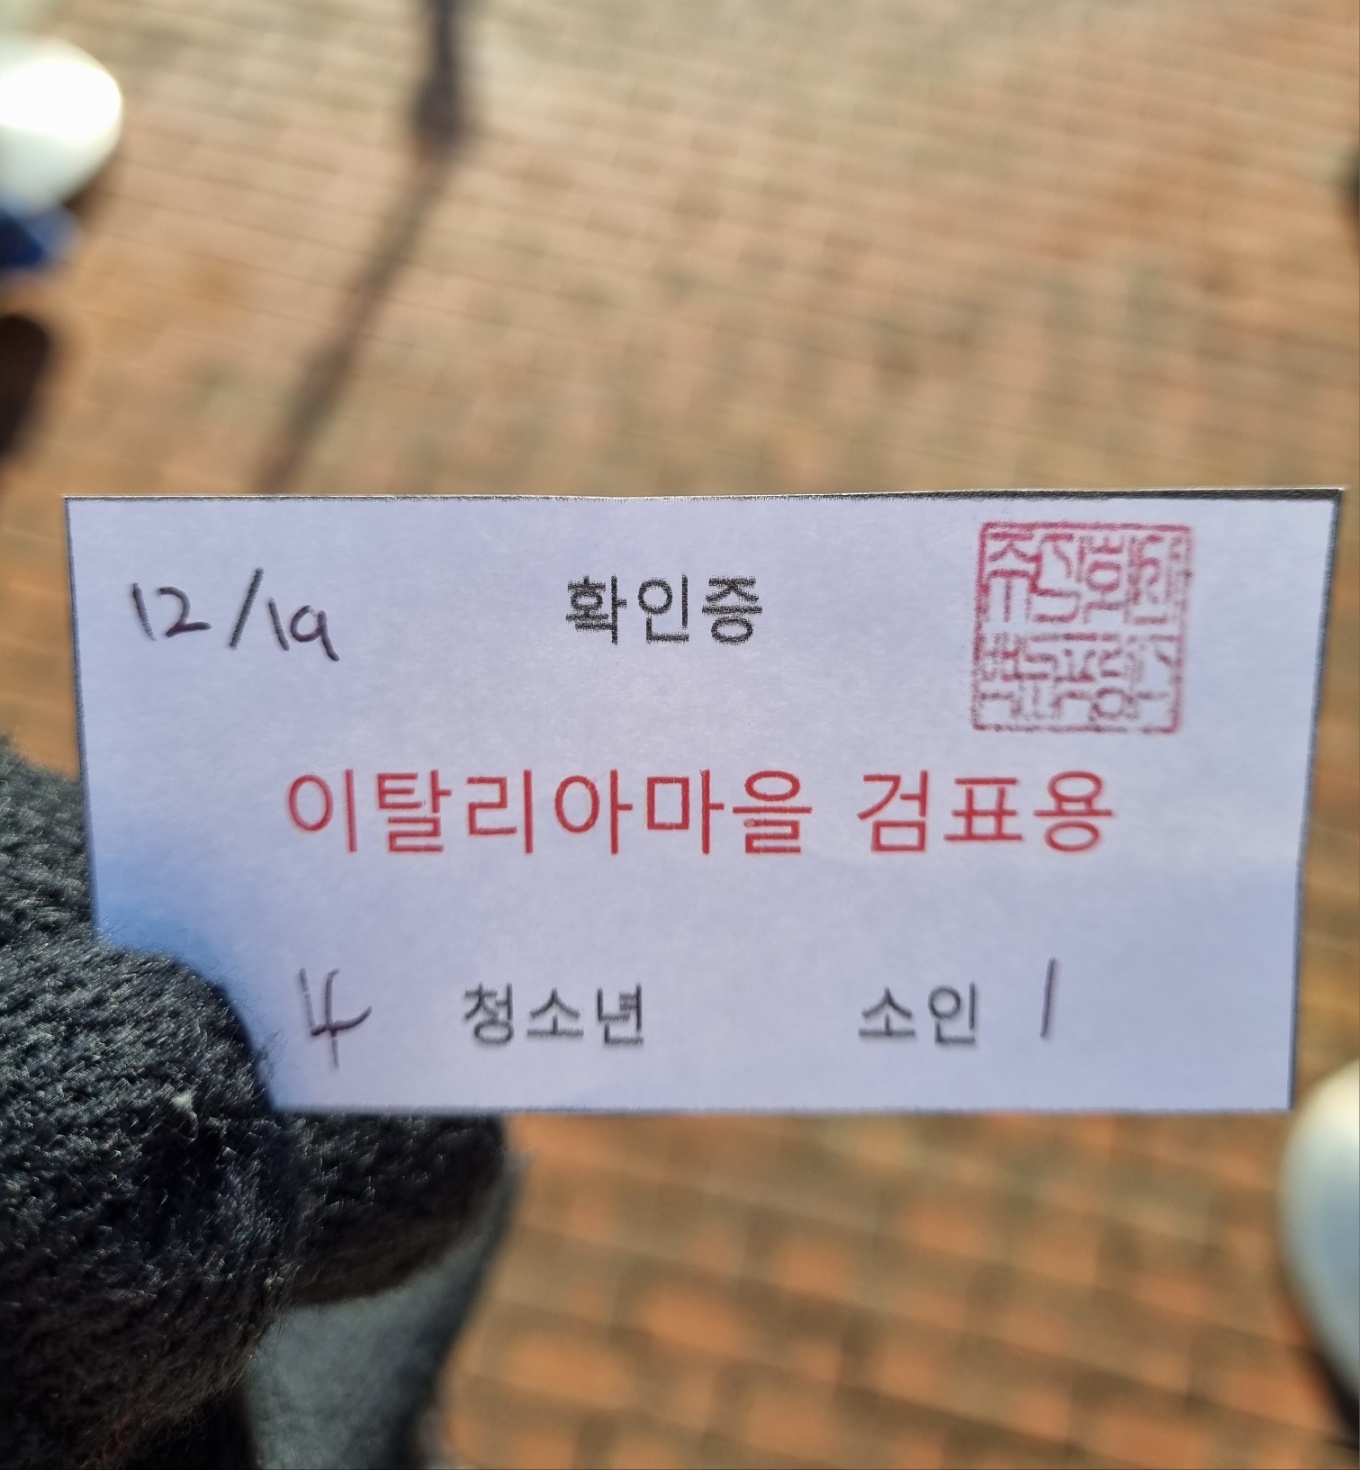 12/19 확인증
이탈리아마을 검표용
4 청소년 소인 1